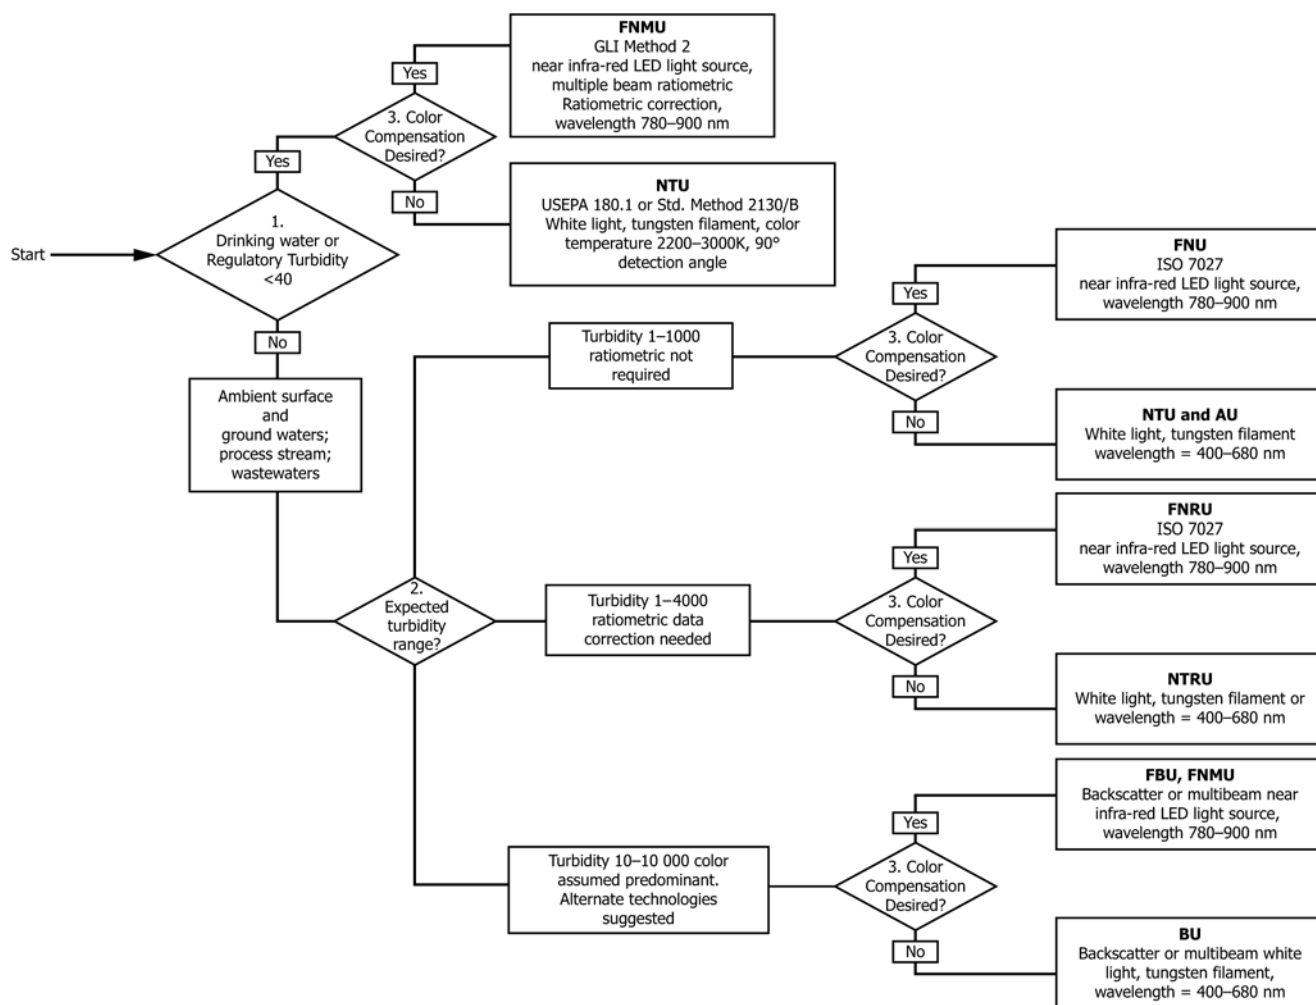 FNMU
GLI Method 2
near infra-red LED light source,
multiple beam ratiometric
Ratiometric correction,
wavelength 780–900 nm
Yes
3. Color
Compensation
Desired?
Yes
No
NTU
USEPA 180.1 or Std. Method 2130/B
White light, tungsten filament, color
temperature 2200–3000K, 90°
detection angle
Start
1.
Drinking water or
Regulatory Turbidity
<40
No
Ambient surface
and
ground waters;
process stream;
wastewaters
2.
Expected
turbidity
range?
Turbidity 1–1000
ratiometric not
required
Yes
3. Color
Compensation
Desired?
No
FNU
ISO 7027
near infra-red LED light source,
wavelength 780–900 nm
NTU and AU
White light, tungsten filament
wavelength = 400–680 nm
Turbidity 1–4000
ratiometric data
correction needed
Yes
3. Color
Compensation
Desired?
No
FNRU
ISO 7027
near infra-red LED light source,
wavelength 780–900 nm
NTRU
White light, tungsten filament or
wavelength = 400–680 nm
Turbidity 10–10 000 color
assumed predominant.
Alternate technologies
suggested
Yes
3. Color
Compensation
Desired?
No
FBU, FNMU
Backscatter or multibeam near
infra-red LED light source,
wavelength 780–900 nm
BU
Backscatter or multibeam white
light, tungsten filament,
wavelength = 400–680 nm